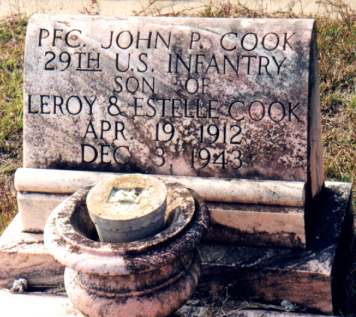 PFC. JOHN P. COOK
29TH U.S. INFANTRY
SON OF
LEROY & ESTELLE COOK
APR 19, 1912
DEC 3, 1943